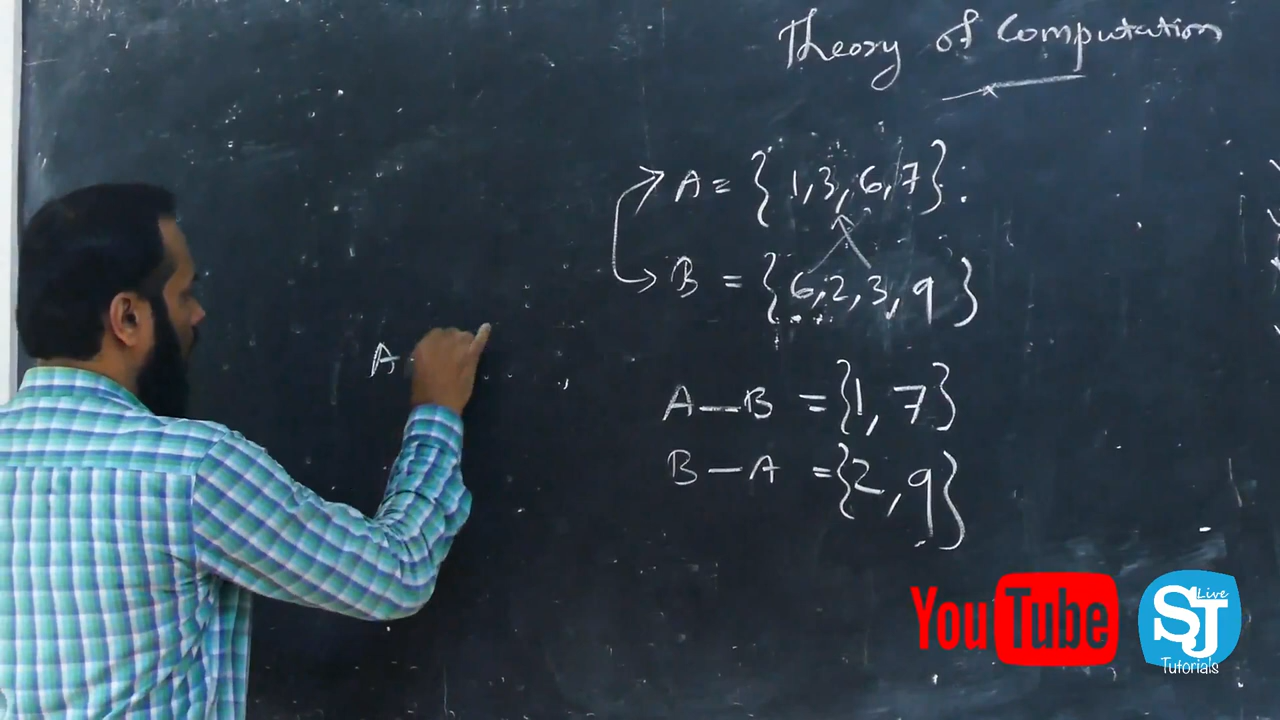 Theory of Computation
A = { 1, 3, 6, 7 }
B = { 6, 2, 3, 9 }
A
A — B = { 1, 7 }
B — A = { 2, 9 }
YouTube
SJ Live
Tutorials